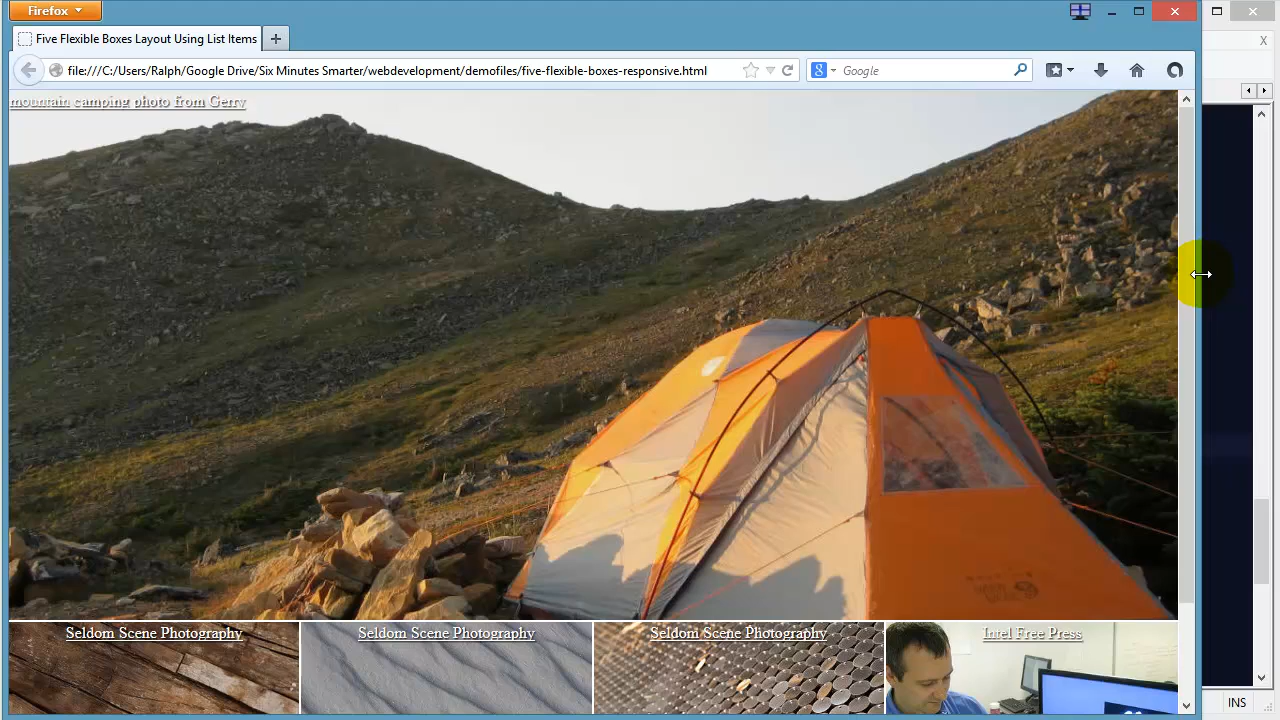 Firefox
Five Flexible Boxes Layout Using List Items
file:///C:/Users/Ralph/Google Drive/Six Minutes Smarter/webdevelopment/demofiles/five-flexible-boxes-responsive.html
Google
mountain camping photo from Gerry
Seldom Scene Photography
Seldom Scene Photography
Seldom Scene Photography
Intel Free Press
INS